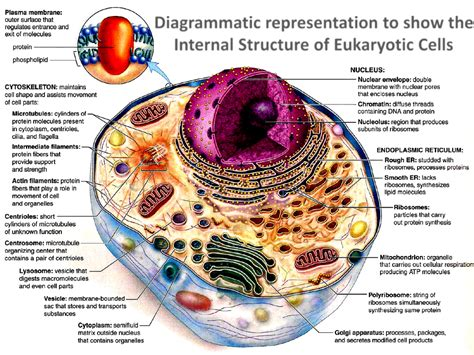 Diagrammatic representation to show the
Internal Structure of Eukaryotic Cells
Plasma membrane:
outer surface that
regulates entrance and
exit of molecules
protein
phospholipid
CYTOSKELETON: maintains
cell shape and assists movement
of cell parts:
Microtubules: cylinders of
protein molecules present
in cytoplasm, centrioles,
cilia, and flagella
Intermediate filaments:
protein fibers that
provide support
and strength
Actin filaments: protein
fibers that play a role in
movement of cell
and organelles
Centrioles: short
cylinders of microtubules
of unknown function
Centrosome: microtubule
organizing center that
contains a pair of centrioles
Lysosome: vesicle that
digests macromolecules
and even cell parts
Vesicle: membrane-bounded
sac that stores and transports
substances
Cytoplasm: semifluid
matrix outside nucleus
that contains organelles
NUCLEUS:
Nuclear envelope: double
membrane with nuclear pores
that encloses nucleus
Chromatin: diffuse threads
containing DNA and protein
Nucleolus: region that produces
subunits of ribosomes
ENDOPLASMIC RETICULUM:
Rough ER: studded with
ribosomes, processes proteins
Smooth ER: lacks
ribosomes, synthesizes
lipid molecules
Ribosomes:
particles that carry
out protein synthesis
Mitochondrion: organelle
that carries out cellular respiration,
producing ATP molecules
Polyribosome: string of
ribosomes simultaneously
synthesizing same protein
Golgi apparatus: processes, packages,
and secretes modified cell products